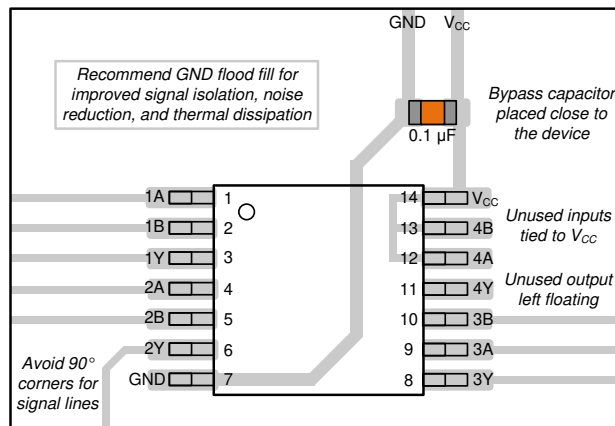 GND V_CC
Recommend GND flood fill for
improved signal isolation, noise
reduction, and thermal dissipation
0.1 µF
Bypass capacitor
placed close to
the device
1A 1 14 V_CC
1B 2 13 4B
1Y 3 12 4A
2A 4 11 4Y
2B 5 10 3B
2Y 6 9 3A
GND 7 8 3Y
Unused inputs
tied to V_CC
Unused output
left floating
Avoid 90°
corners for
signal lines